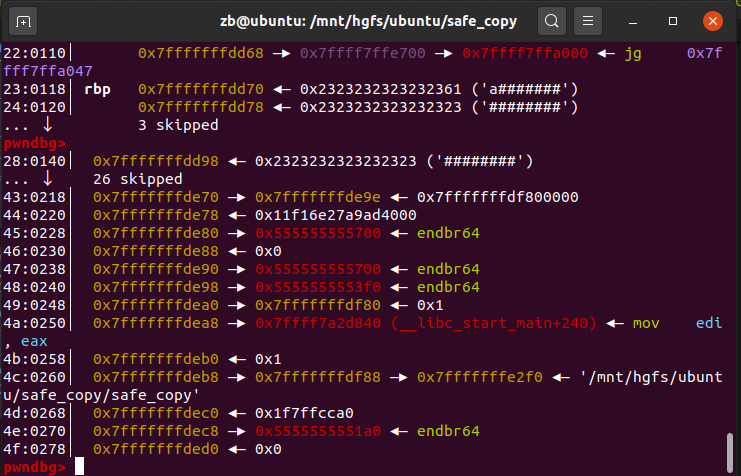 zb@ubuntu: /mnt/hgfs/ubuntu/safe_copy
22:0110│     0x7fffffffdd68 —▸ 0x7ffff7ffe700 —▸ 0x7ffff7ffa000 ◂— jg     0x7f
fff7ffa047
23:0118│ rbp 0x7fffffffdd70 ◂— 0x2323232323232361 ('a#######')
24:0120│     0x7fffffffdd78 ◂— 0x2323232323232323 ('########')
... ↓        3 skipped
pwndbg>
28:0140│ 0x7fffffffdd98 ◂— 0x2323232323232323 ('########')
... ↓    26 skipped
43:0218│ 0x7fffffffde70 —▸ 0x7fffffffde9e ◂— 0x7fffffffdf800000
44:0220│ 0x7fffffffde78 ◂— 0x11f16e27a9ad4000
45:0228│ 0x7fffffffde80 —▸ 0x555555555700 ◂— endbr64
46:0230│ 0x7fffffffde88 ◂— 0x0
47:0238│ 0x7fffffffde90 —▸ 0x555555555700 ◂— endbr64
48:0240│ 0x7fffffffde98 —▸ 0x5555555553f0 ◂— endbr64
49:0248│ 0x7fffffffdea0 —▸ 0x7fffffffdf80 ◂— 0x1
4a:0250│ 0x7fffffffdea8 —▸ 0x7ffff7a2d840 (__libc_start_main+240) ◂— mov    edi
, eax
4b:0258│ 0x7fffffffdeb0 ◂— 0x1
4c:0260│ 0x7fffffffdeb8 —▸ 0x7fffffffdf88 —▸ 0x7fffffffe2f0 ◂— '/mnt/hgfs/ubunt
u/safe_copy/safe_copy'
4d:0268│ 0x7fffffffdec0 ◂— 0x1f7ffcca0
4e:0270│ 0x7fffffffdec8 —▸ 0x5555555551a0 ◂— endbr64
4f:0278│ 0x7fffffffded0 ◂— 0x0
pwndbg>